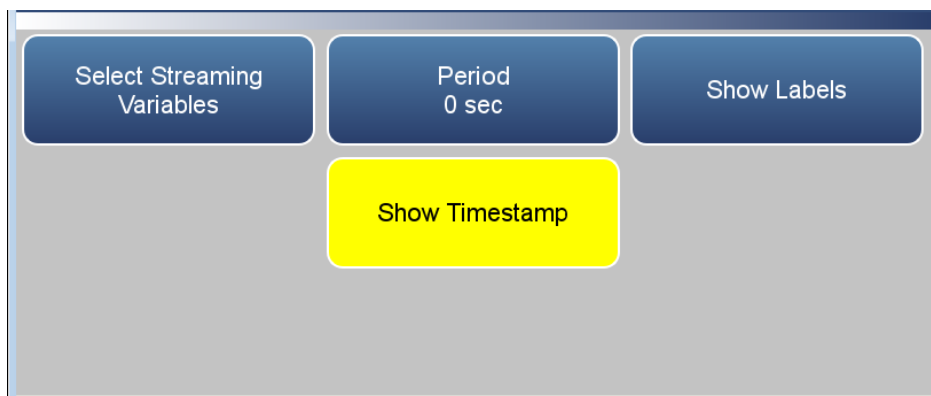 Select Streaming
Variables
Period
0 sec
Show Labels
Show Timestamp